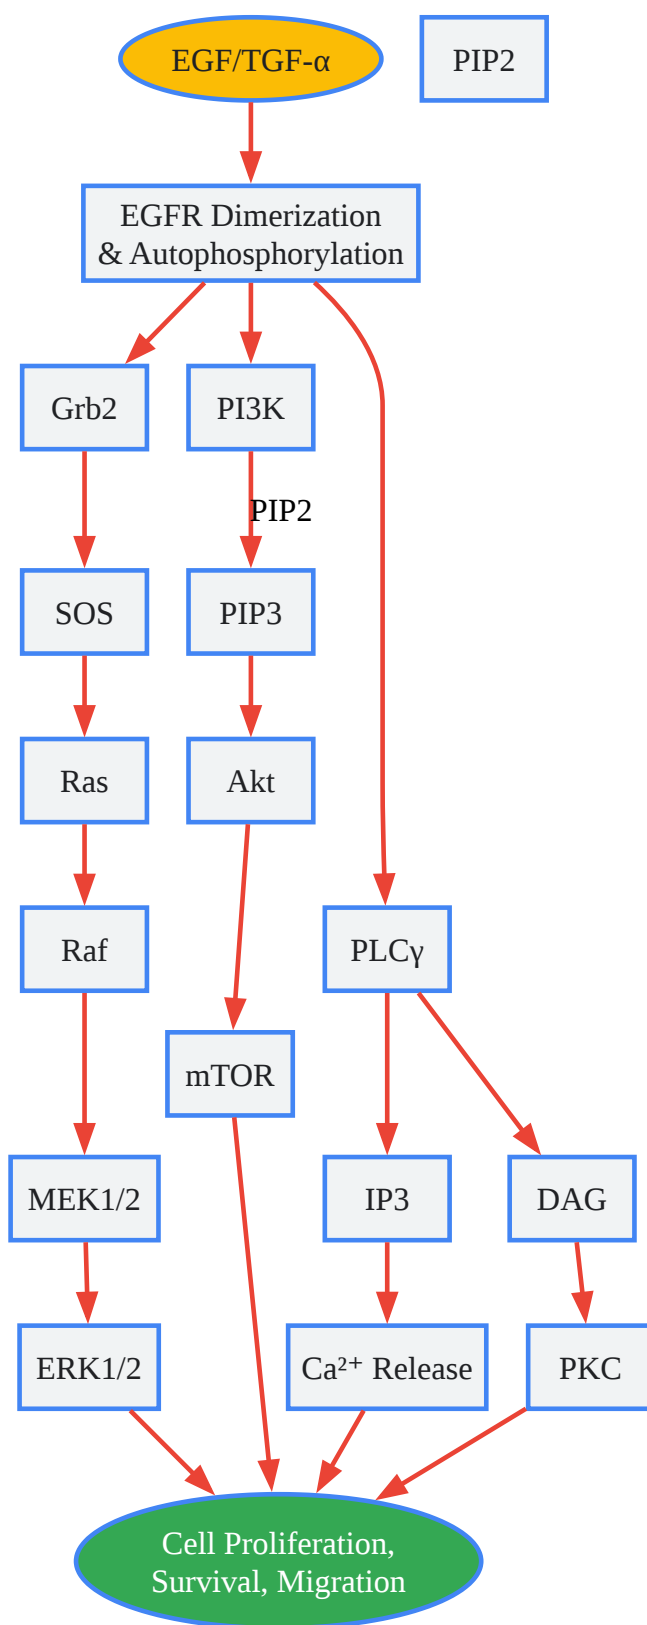 EGF/TGF-α
PIP2
EGFR Dimerization
& Autophosphorylation
Grb2
PI3K
PIP2
SOS
PIP3
Ras
Akt
Raf
PLCγ
mTOR
MEK1/2
IP3
DAG
ERK1/2
Ca²⁺ Release
PKC
Cell Proliferation,
Survival, Migration